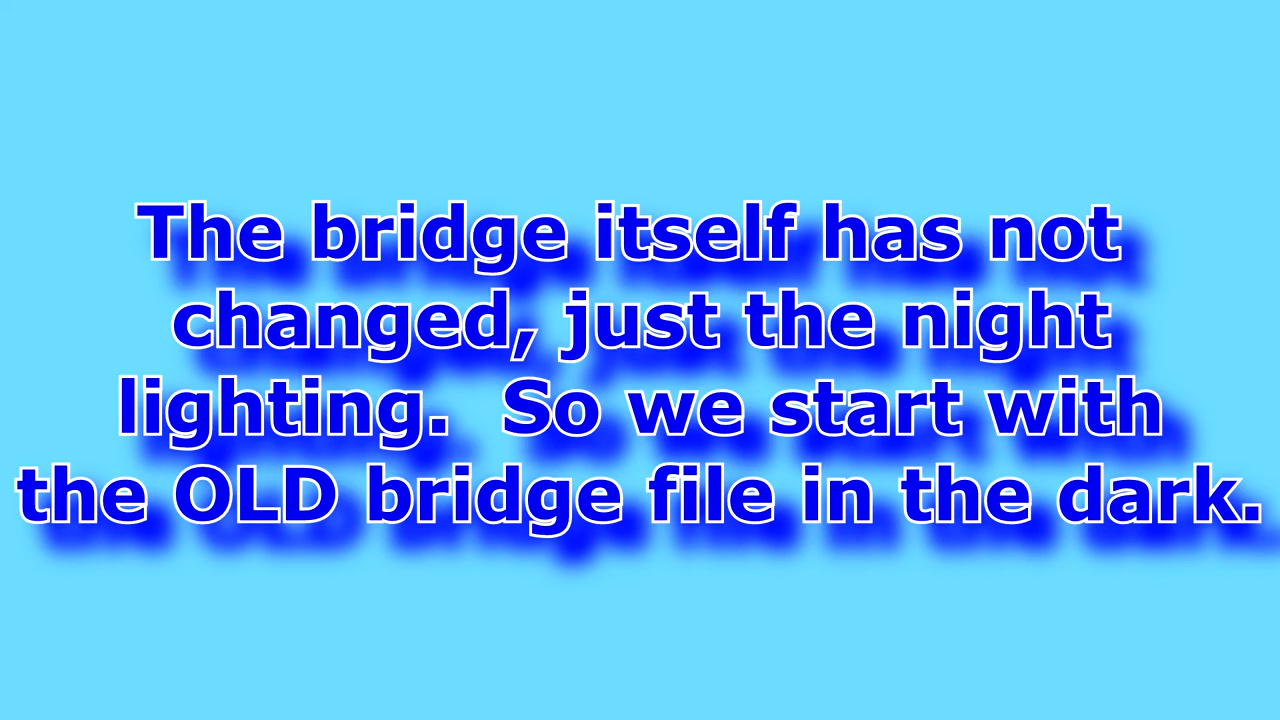 The bridge itself has not
changed, just the night
lighting.  So we start with
the OLD bridge file in the dark.